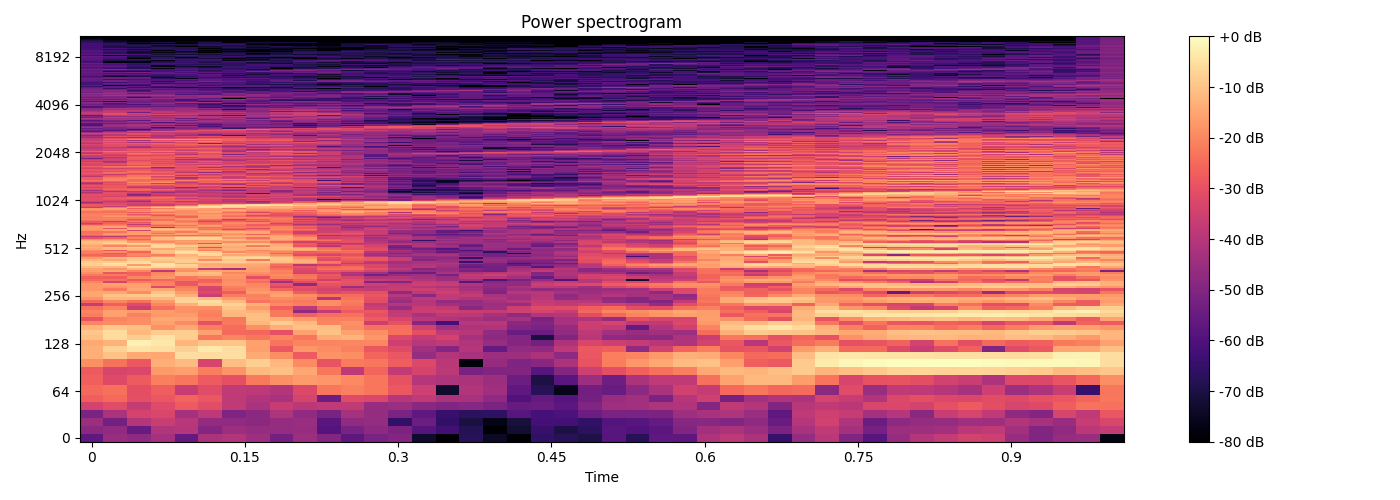 Power spectrogram
Hz
8192
4096
2048
1024
512
256
128
64
0
0 0.15 0.3 0.45 0.6 0.75 0.9
Time
+0 dB
-10 dB
-20 dB
-30 dB
-40 dB
-50 dB
-60 dB
-70 dB
-80 dB